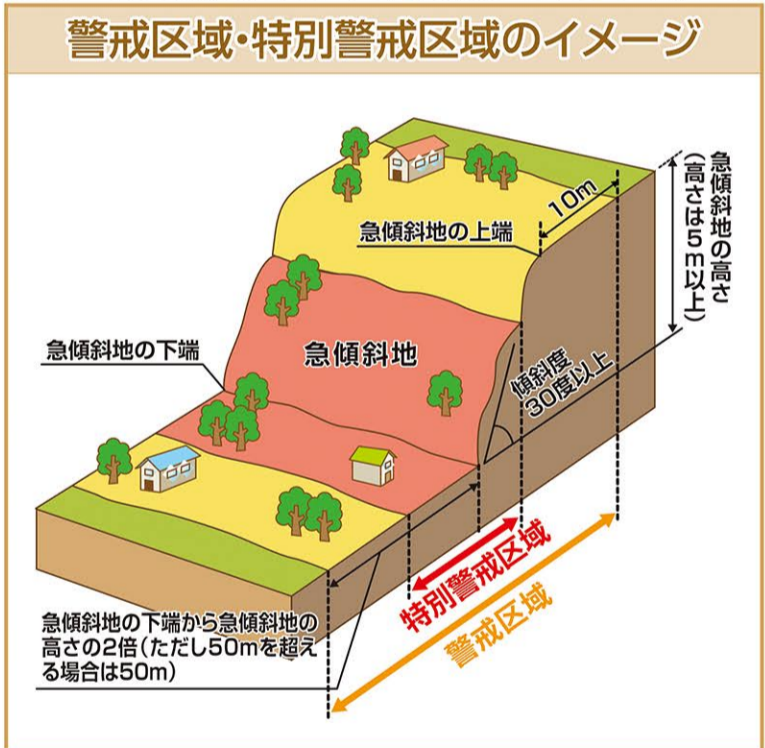 警戒区域・特別警戒区域のイメージ
急傾斜地の高さ
(高さは5m以上)
10m
急傾斜地の上端
急傾斜地の下端
急傾斜地
傾斜度
30度以上
特別警戒区域
警戒区域
急傾斜地の下端から急傾斜地の
高さの2倍(ただし50mを超え
る場合は50m)